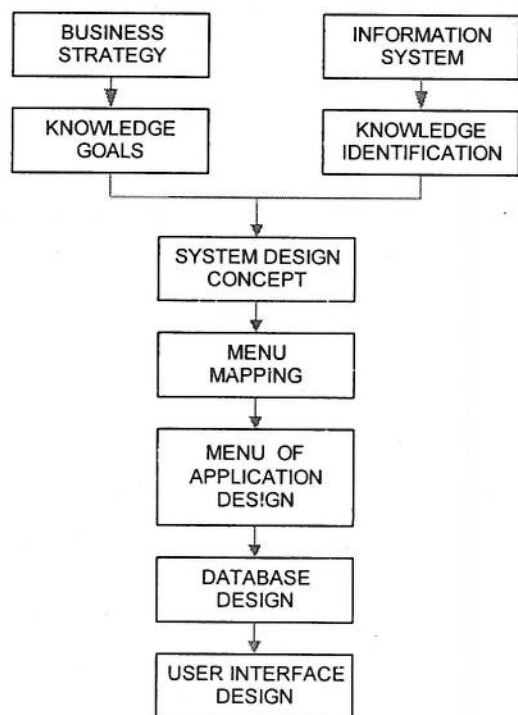 BUSINESS
STRATEGY
INFORMATION
SYSTEM
KNOWLEDGE
GOALS
KNOWLEDGE
IDENTIFICATION
SYSTEM DESIGN
CONCEPT
MENU
MAPPING
MENU OF
APPLICATION
DESIGN
DATABASE
DESIGN
USER INTERFACE
DESIGN